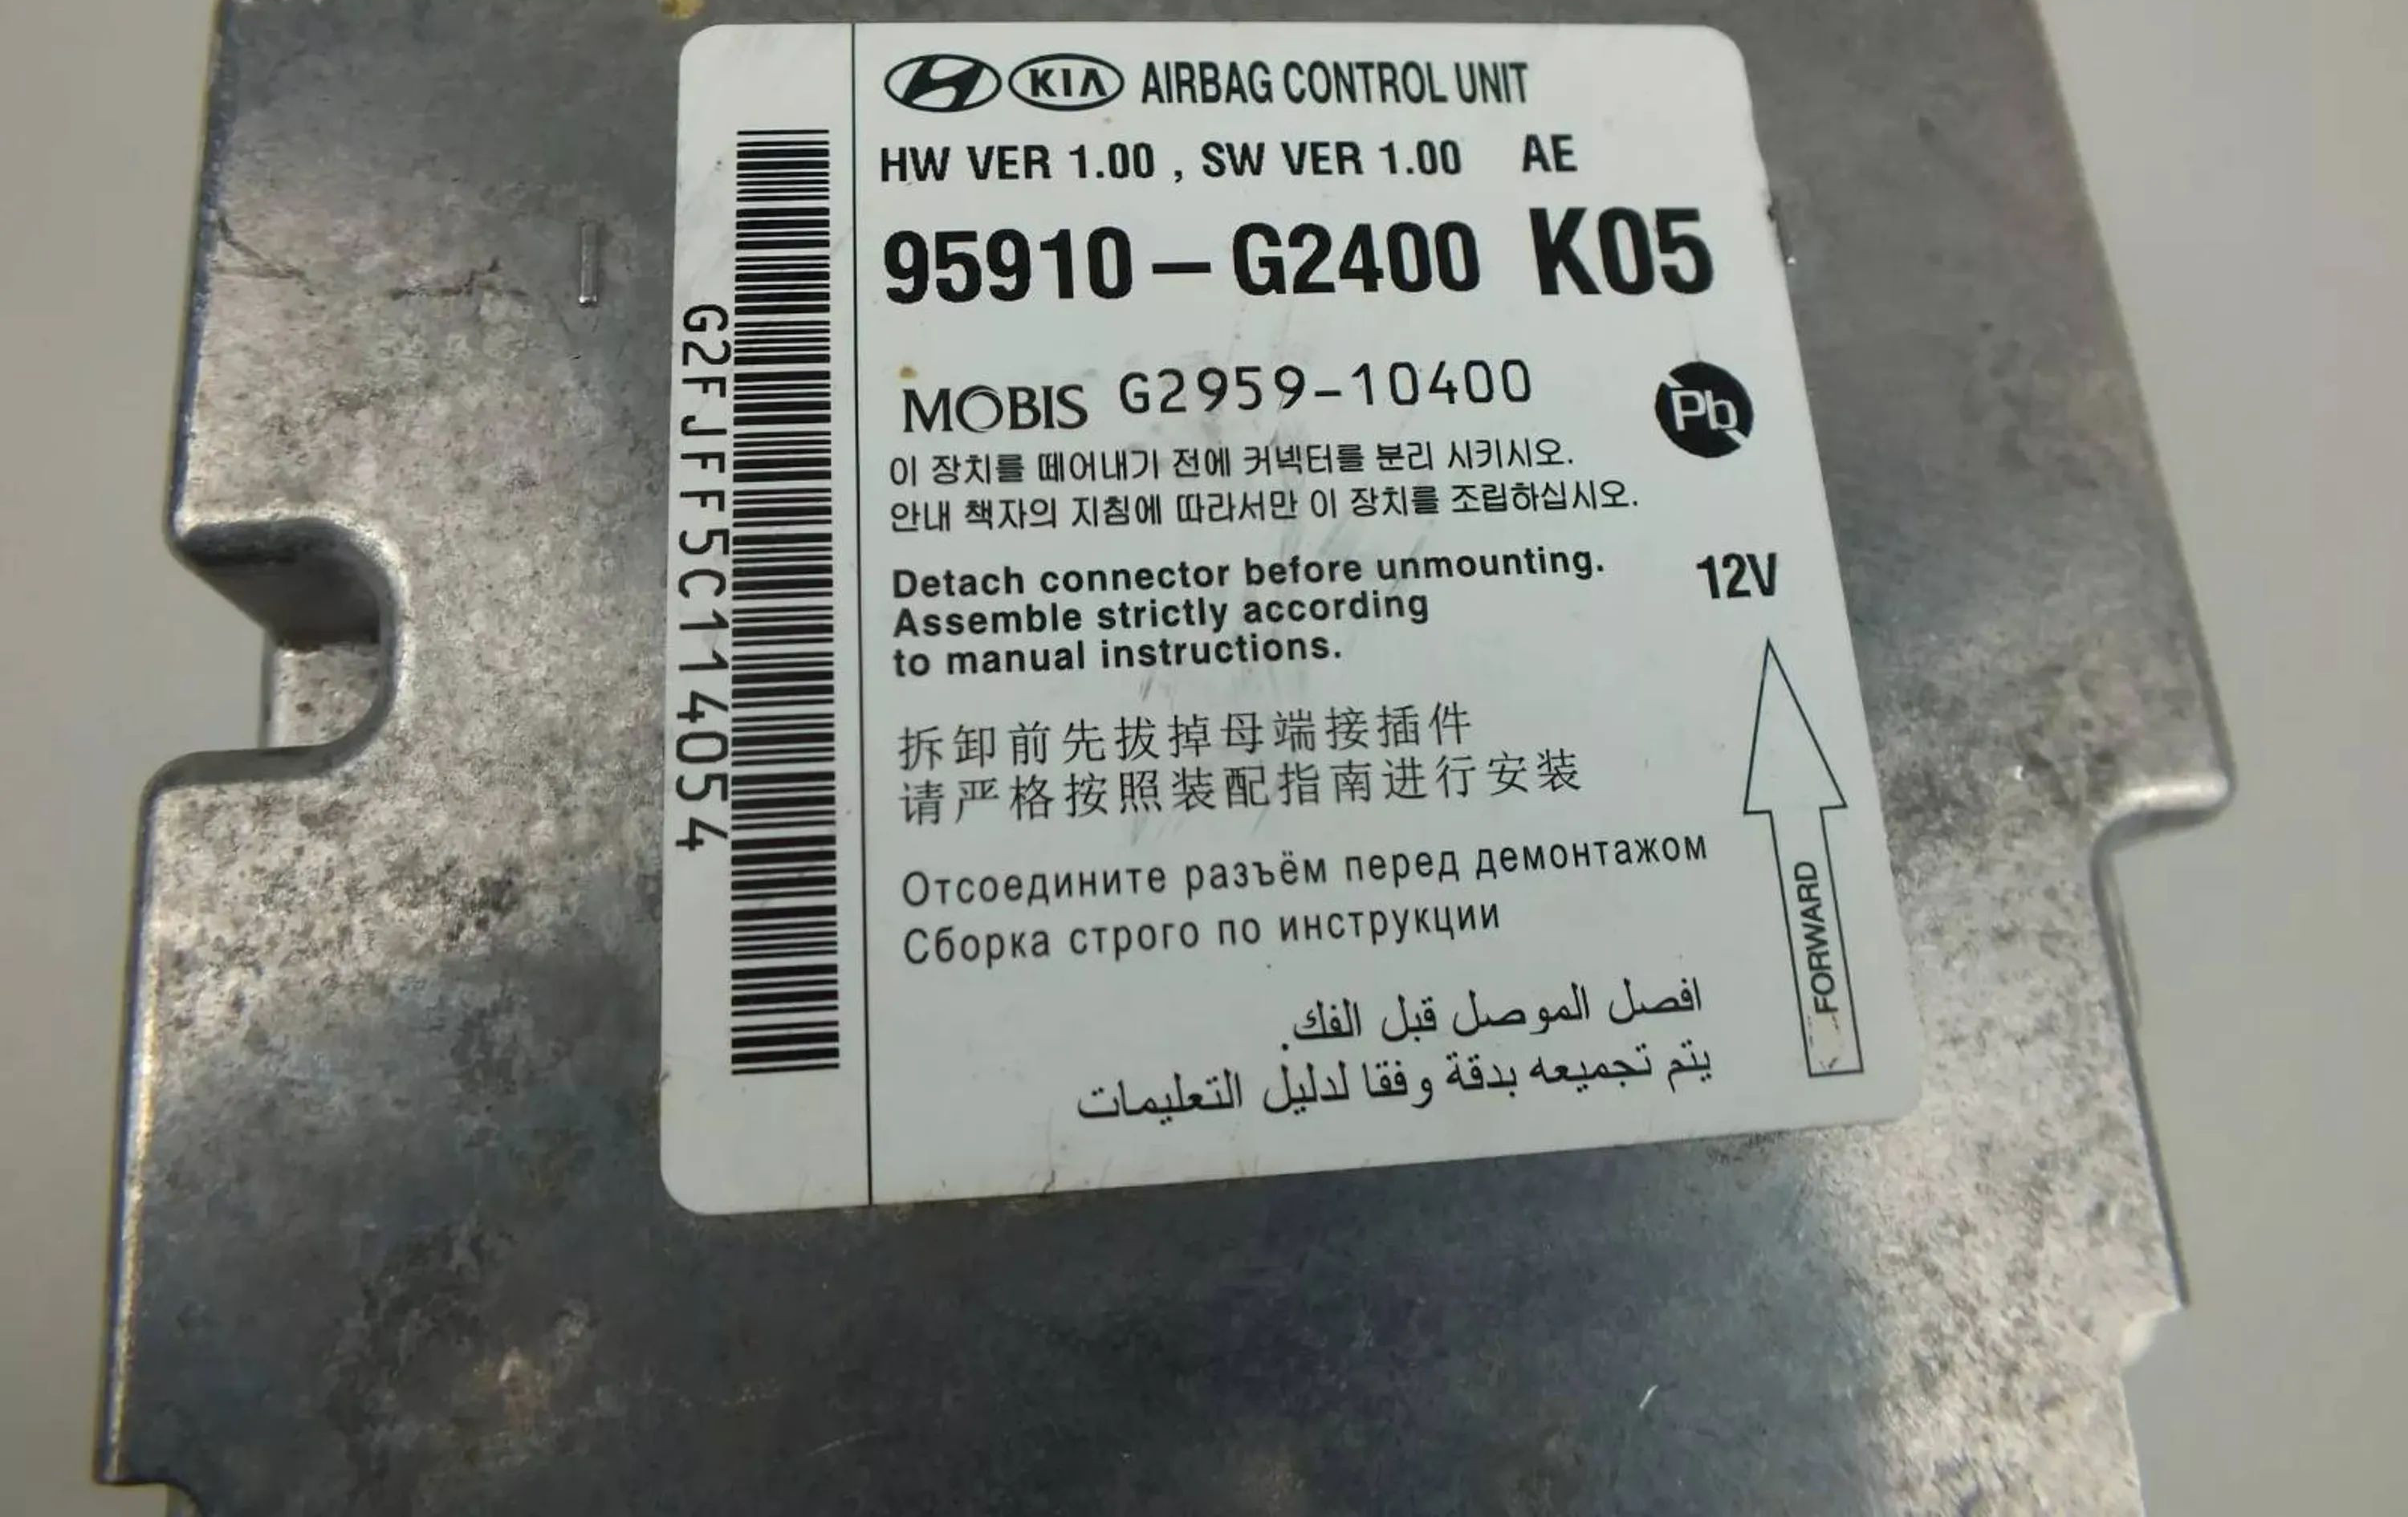 KIA AIRBAG CONTROL UNIT
HW VER 1.00 , SW VER 1.00 AE
95910-G2400 K05
MOBIS G2959-10400
Pb
이 장치를 떼어내기 전에 커넥터를 분리 시키시오.
안내 책자의 지침에 따라서만 이 장치를 조립하십시오.
Detach connector before unmounting.
Assemble strictly according
to manual instructions.
12V
拆卸前先拔掉母端接插件
请严格按照装配指南进行安装
Отсоедините разъём перед демонтажом
Сборка строго по инструкции
افصل الموصل قبل الفك.
يتم تجميعه بدقة وفقا لدليل التعليمات
FORWARD
G2FJFF5C114054